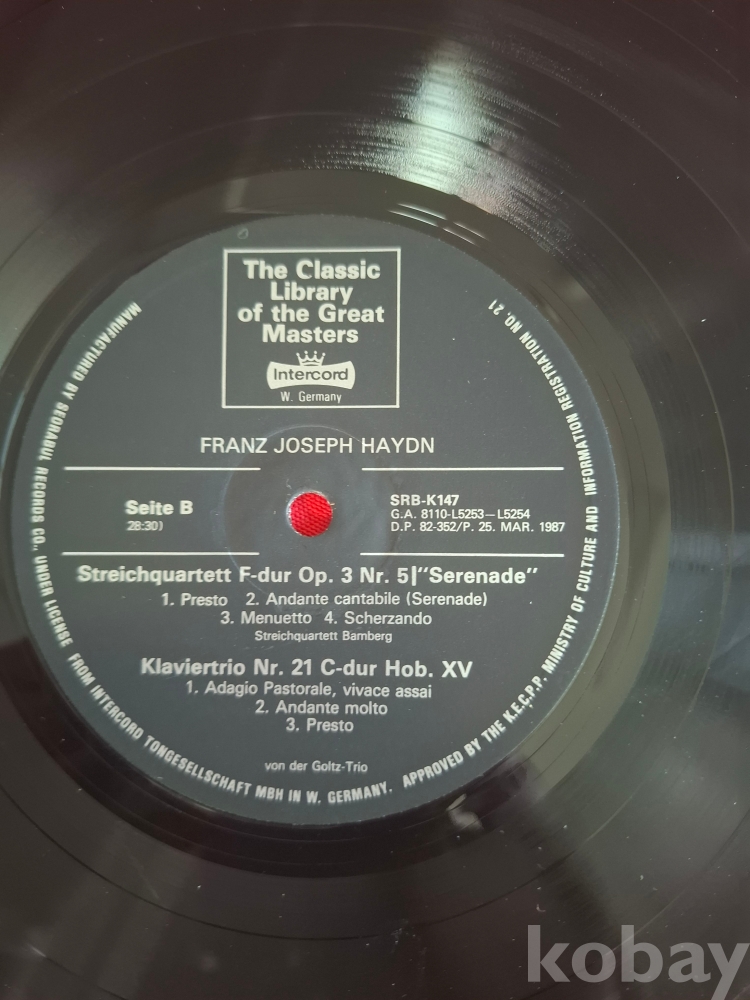 The Classic
Library
of the Great
Masters
Intercord
W. Germany
FRANZ JOSEPH HAYDN
Seite B
28:30)
SRB-K147
G.A. 8110-L5253–L5254
D.P. 82-352/P. 25. MAR. 1987
Streichquartett F-dur Op. 3 Nr. 5|"Serenade"
1. Presto 2. Andante cantabile (Serenade)
3. Menuetto 4. Scherzando
Streichquartett Bamberg
Klaviertrio Nr. 21 C-dur Hob. XV
1. Adagio Pastorale, vivace assai
2. Andante molto
3. Presto
von der Goltz-Trio
MANUFACTURED BY SEORABUL RECORDS CO., UNDER LICENSE FROM INTERCORD TONGESELLSCHAFT MBH IN W. GERMANY. APPROVED BY THE K.E.C.P.P. MINISTRY OF CULTURE AND INFORMATION REGISTRATION NO. 21
kobay